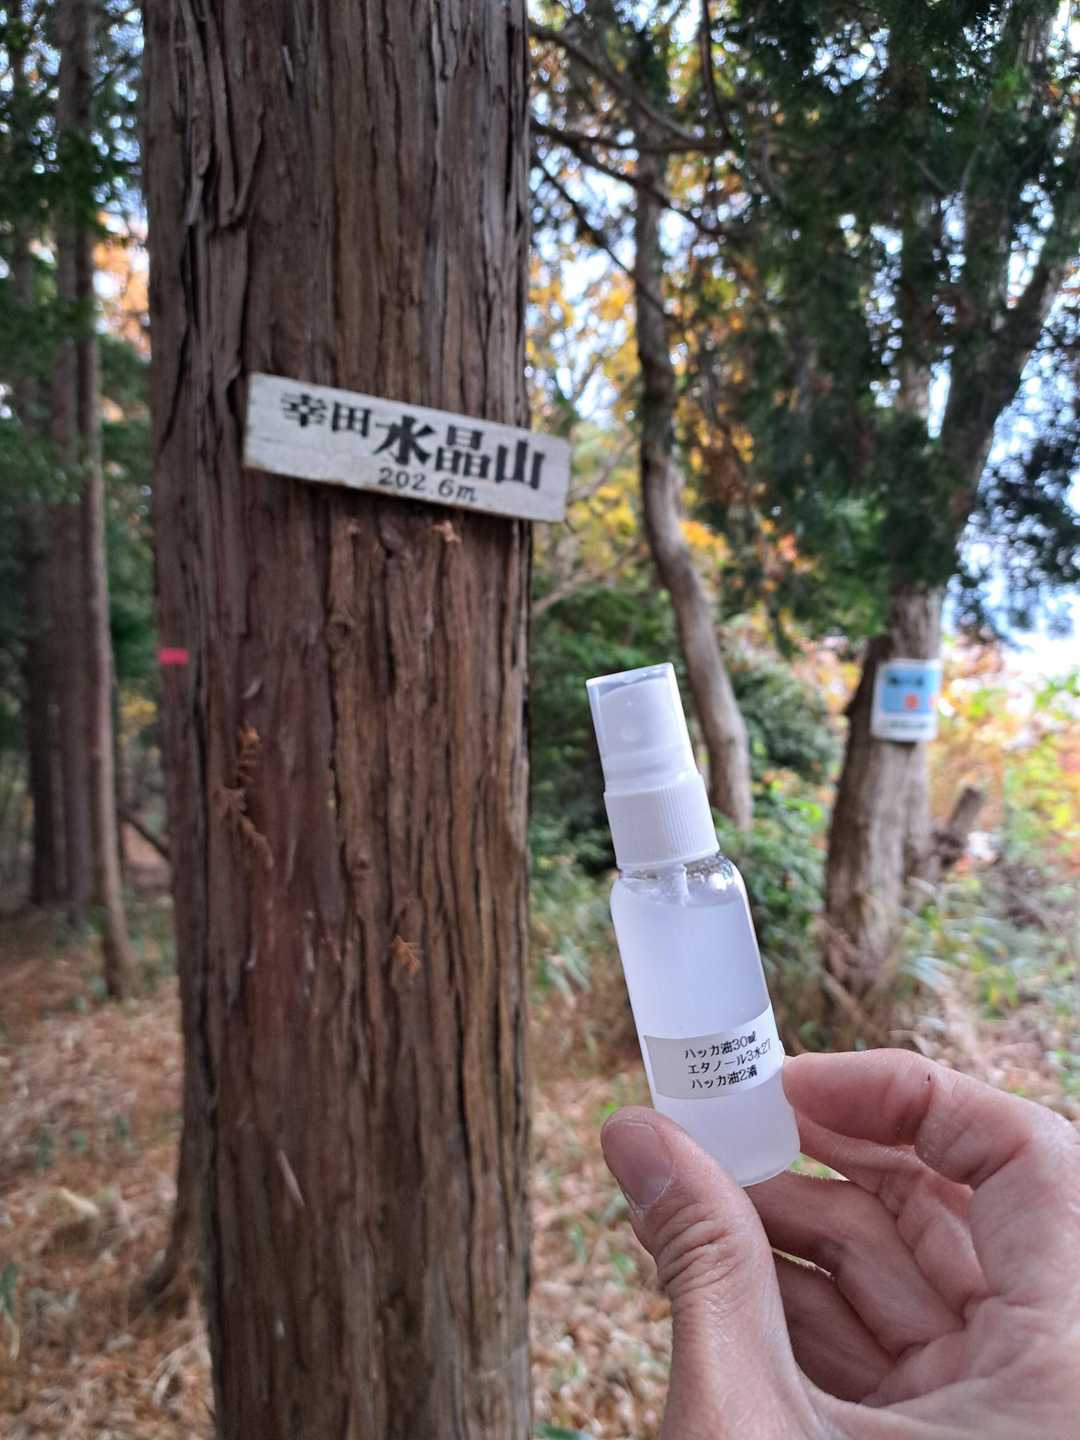 幸田水晶山
202.6m
ハッカ油30㎖
エタノール3水27
ハッカ油2滴